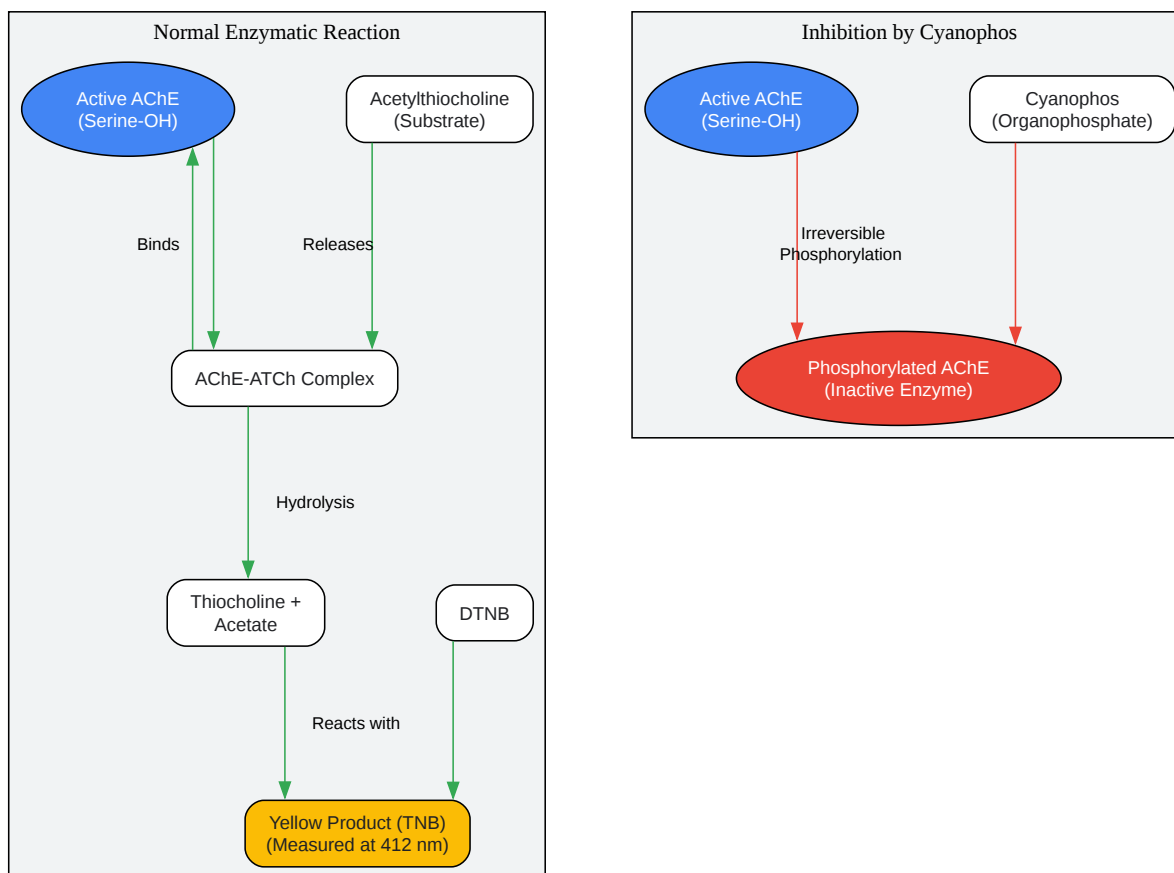 Normal Enzymatic Reaction
Active AChE
(Serine-OH)
Acetylthiocholine
(Substrate)
Binds
Releases
AChE-ATCh Complex
Hydrolysis
Thiocholine +
Acetate
DTNB
Reacts with
Yellow Product (TNB)
(Measured at 412 nm)
Inhibition by Cyanophos
Active AChE
(Serine-OH)
Cyanophos
(Organophosphate)
Irreversible
Phosphorylation
Phosphorylated AChE
(Inactive Enzyme)